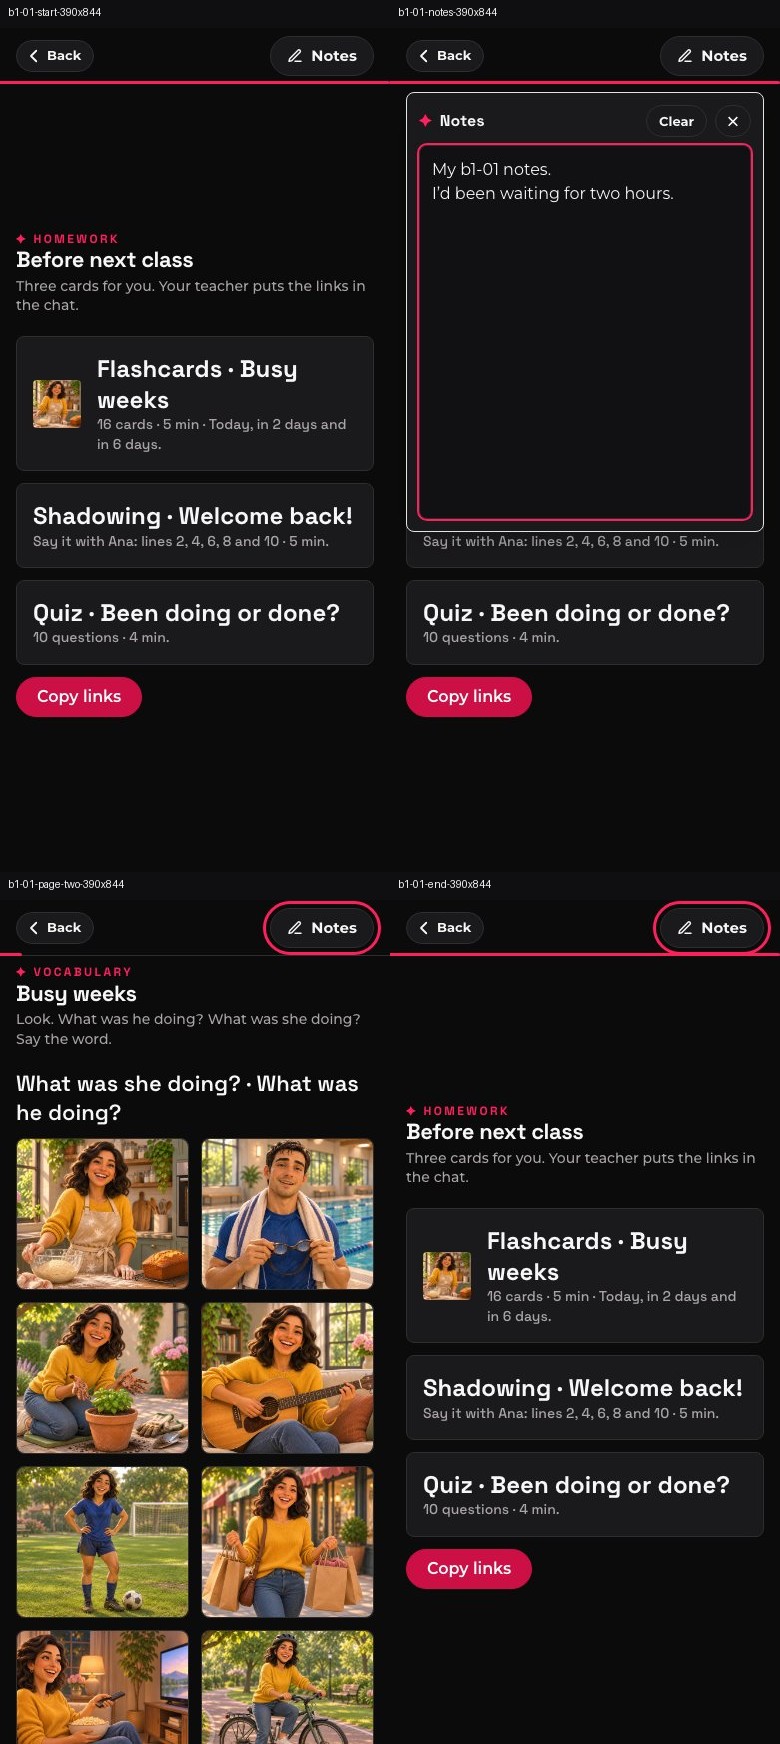 b1-01-start-390x844
Back
Notes
HOMEWORK
Before next class
Three cards for you. Your teacher puts the links in
the chat.
Flashcards · Busy
weeks
16 cards · 5 min · Today, in 2 days and
in 6 days.
Shadowing · Welcome back!
Say it with Ana: lines 2, 4, 6, 8 and 10 · 5 min.
Quiz · Been doing or done?
10 questions · 4 min.
Copy links
b1-01-notes-390x844
Back
Notes
Notes
Clear
My b1-01 notes.
I'd been waiting for two hours.
Say it with Ana: lines 2, 4, 6, 8 and 10 · 5 min.
Quiz · Been doing or done?
10 questions · 4 min.
Copy links
b1-01-page-two-390x844
Back
Notes
VOCABULARY
Busy weeks
Look. What was he doing? What was she doing?
Say the word.
What was she doing? · What was
he doing?
b1-01-end-390x844
Back
Notes
HOMEWORK
Before next class
Three cards for you. Your teacher puts the links in
the chat.
Flashcards · Busy
weeks
16 cards · 5 min · Today, in 2 days and
in 6 days.
Shadowing · Welcome back!
Say it with Ana: lines 2, 4, 6, 8 and 10 · 5 min.
Quiz · Been doing or done?
10 questions · 4 min.
Copy links